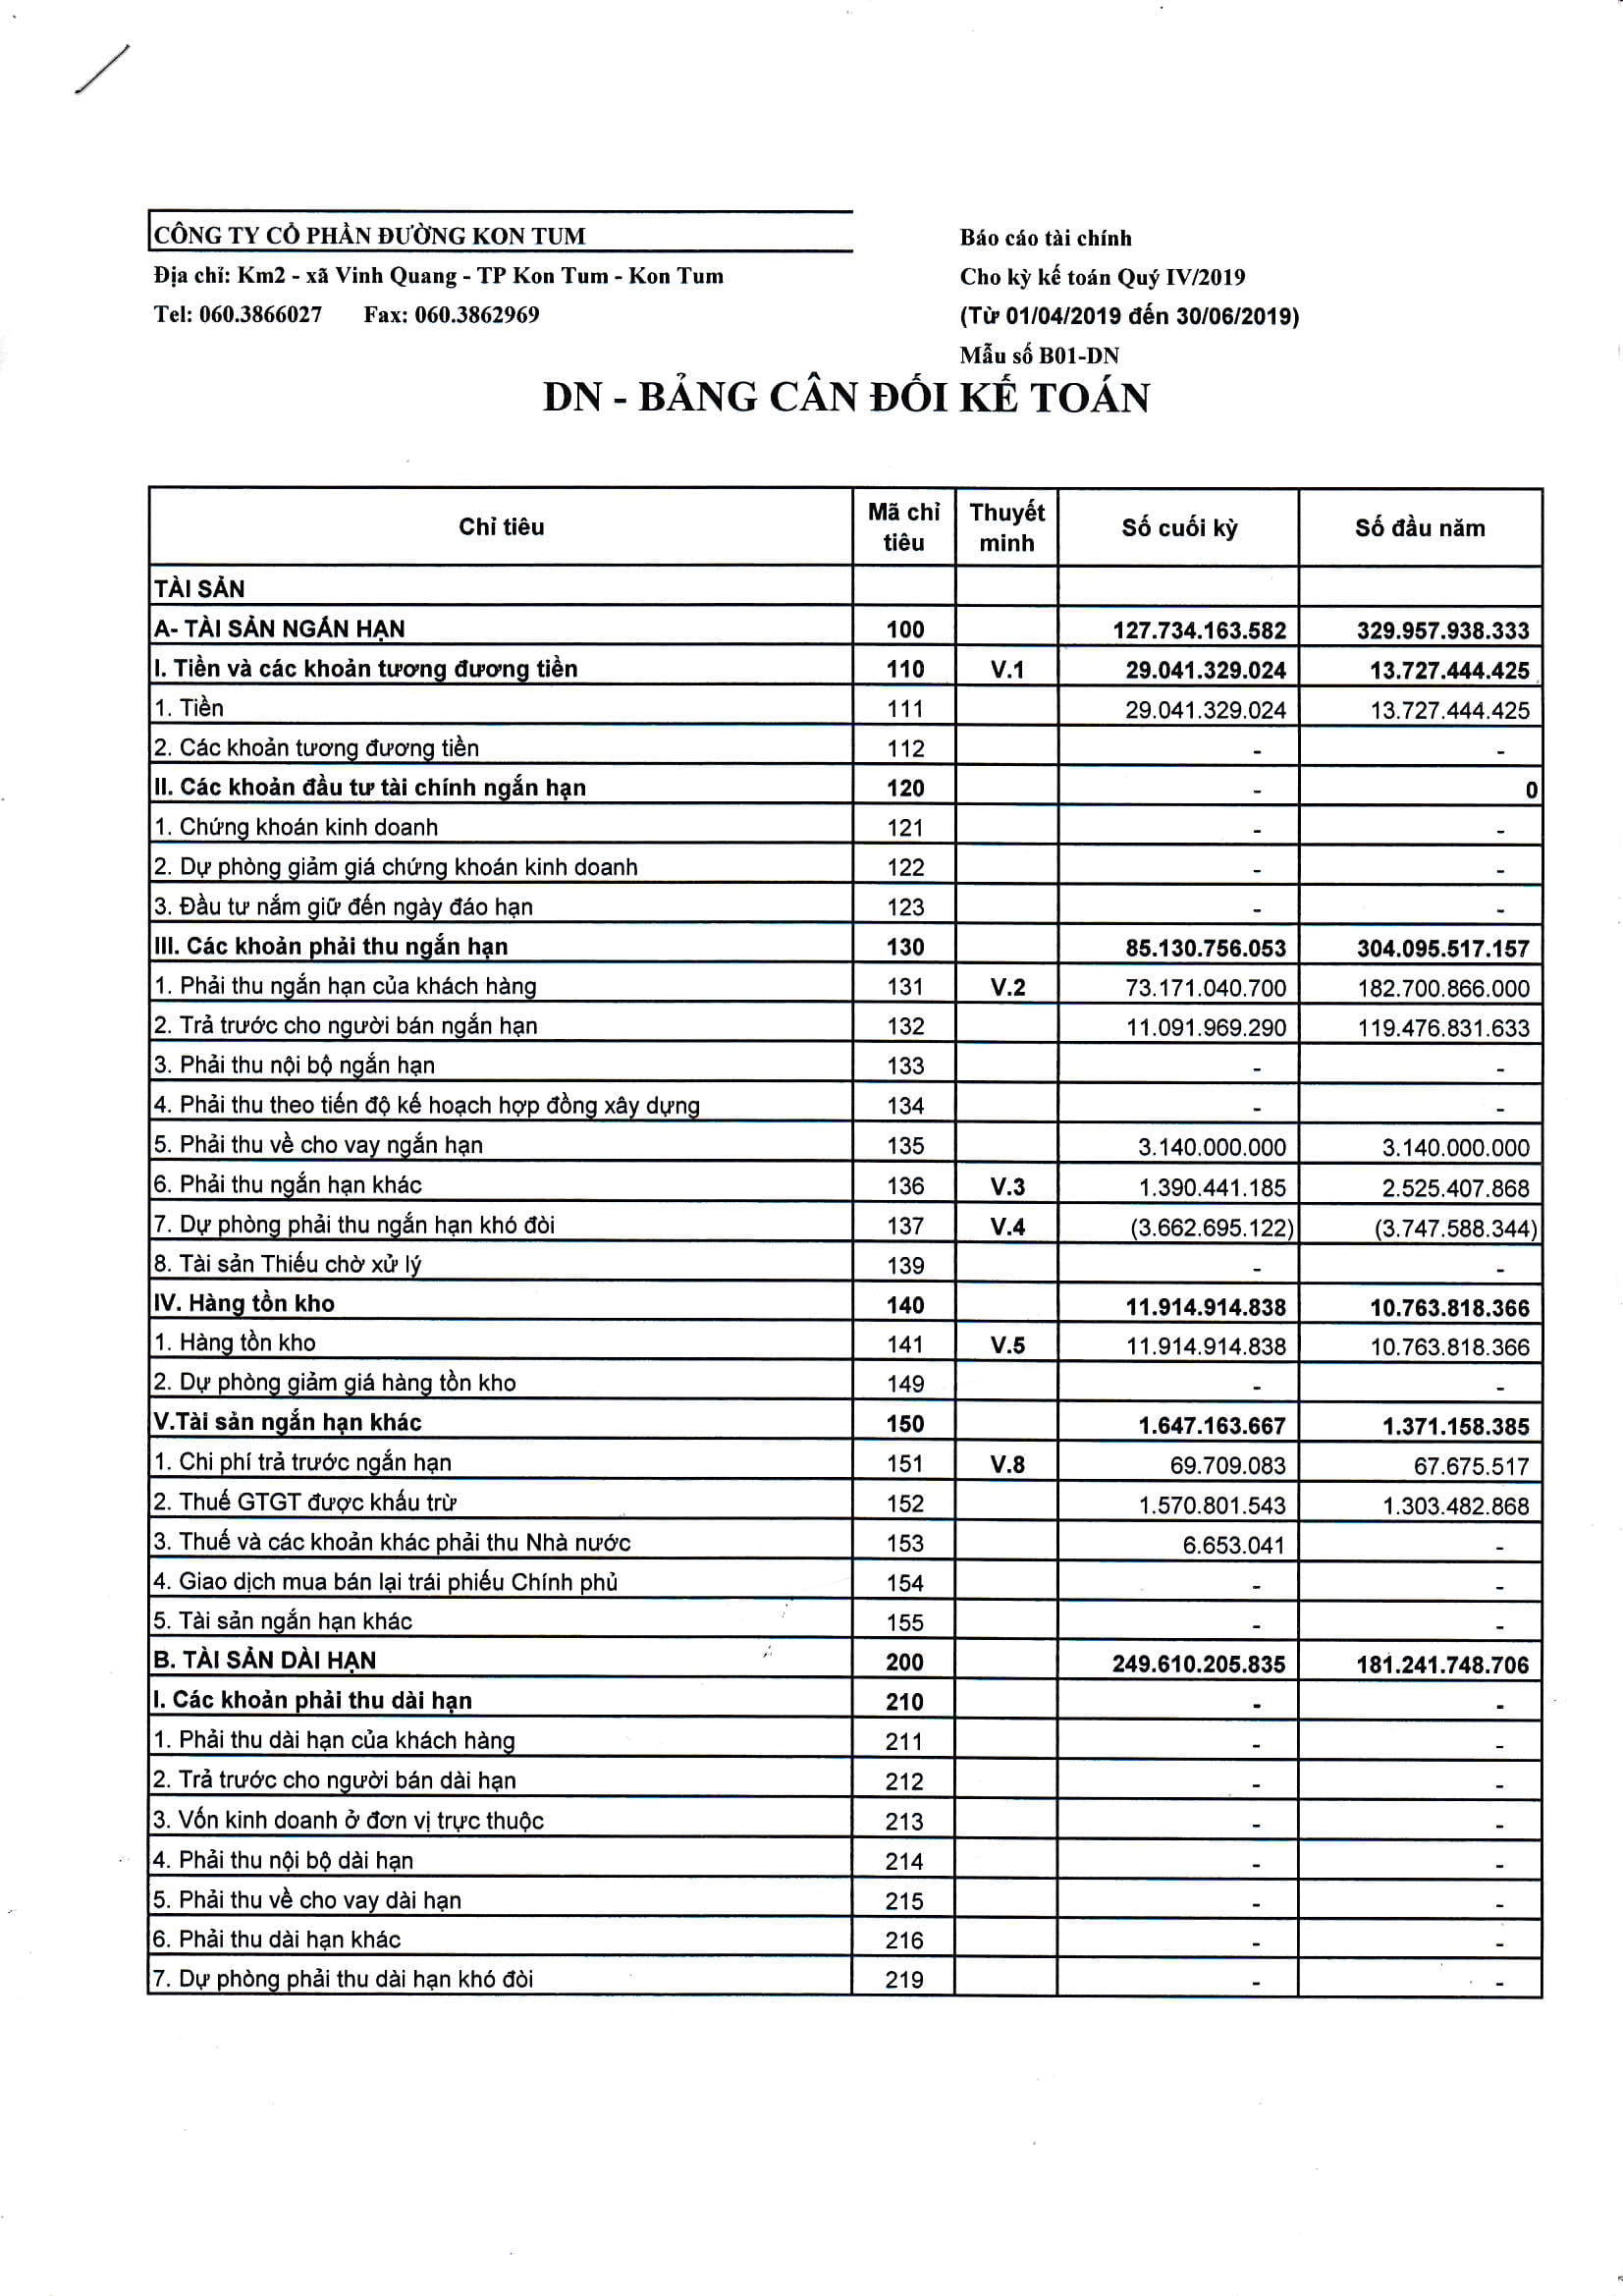 CÔNG TY CỔ PHẦN ĐƯỜNG KON TUM
Địa chỉ: Km2 - xã Vinh Quang - TP Kon Tum - Kon Tum
Tel: 060.3866027 Fax: 060.3862969
Báo cáo tài chính
Cho kỳ kế toán Quý IV/2019
(Từ 01/04/2019 đến 30/06/2019)
Mẫu số B01-DN
DN - BẢNG CÂN ĐỐI KẾ TOÁN
Chỉ tiêu Mã chỉ tiêu Thuyết minh Số cuối kỳ Số đầu năm
TÀI SẢN
A- TÀI SẢN NGẮN HẠN 100 127.734.163.582 329.957.938.333
I. Tiền và các khoản tương đương tiền 110 V.1 29.041.329.024 13.727.444.425
1. Tiền 111 29.041.329.024 13.727.444.425
2. Các khoản tương đương tiền 112 - -
II. Các khoản đầu tư tài chính ngắn hạn 120 - 0
1. Chứng khoán kinh doanh 121 - -
2. Dự phòng giảm giá chứng khoán kinh doanh 122 - -
3. Đầu tư nắm giữ đến ngày đáo hạn 123 - -
III. Các khoản phải thu ngắn hạn 130 85.130.756.053 304.095.517.157
1. Phải thu ngắn hạn của khách hàng 131 V.2 73.171.040.700 182.700.866.000
2. Trả trước cho người bán ngắn hạn 132 11.091.969.290 119.476.831.633
3. Phải thu nội bộ ngắn hạn 133 - -
4. Phải thu theo tiến độ kế hoạch hợp đồng xây dựng 134 - -
5. Phải thu về cho vay ngắn hạn 135 3.140.000.000 3.140.000.000
6. Phải thu ngắn hạn khác 136 V.3 1.390.441.185 2.525.407.868
7. Dự phòng phải thu ngắn hạn khó đòi 137 V.4 (3.662.695.122) (3.747.588.344)
8. Tài sản Thiếu chờ xử lý 139 - -
IV. Hàng tồn kho 140 11.914.914.838 10.763.818.366
1. Hàng tồn kho 141 V.5 11.914.914.838 10.763.818.366
2. Dự phòng giảm giá hàng tồn kho 149 - -
V.Tài sản ngắn hạn khác 150 1.647.163.667 1.371.158.385
1. Chi phí trả trước ngắn hạn 151 V.8 69.709.083 67.675.517
2. Thuế GTGT được khấu trừ 152 1.570.801.543 1.303.482.868
3. Thuế và các khoản khác phải thu Nhà nước 153 6.653.041 -
4. Giao dịch mua bán lại trái phiếu Chính phủ 154 - -
5. Tài sản ngắn hạn khác 155 - -
B. TÀI SẢN DÀI HẠN 200 249.610.205.835 181.241.748.706
I. Các khoản phải thu dài hạn 210 - -
1. Phải thu dài hạn của khách hàng 211 - -
2. Trả trước cho người bán dài hạn 212 - -
3. Vốn kinh doanh ở đơn vị trực thuộc 213 - -
4. Phải thu nội bộ dài hạn 214 - -
5. Phải thu về cho vay dài hạn 215 - -
6. Phải thu dài hạn khác 216 - -
7. Dự phòng phải thu dài hạn khó đòi 219 - -